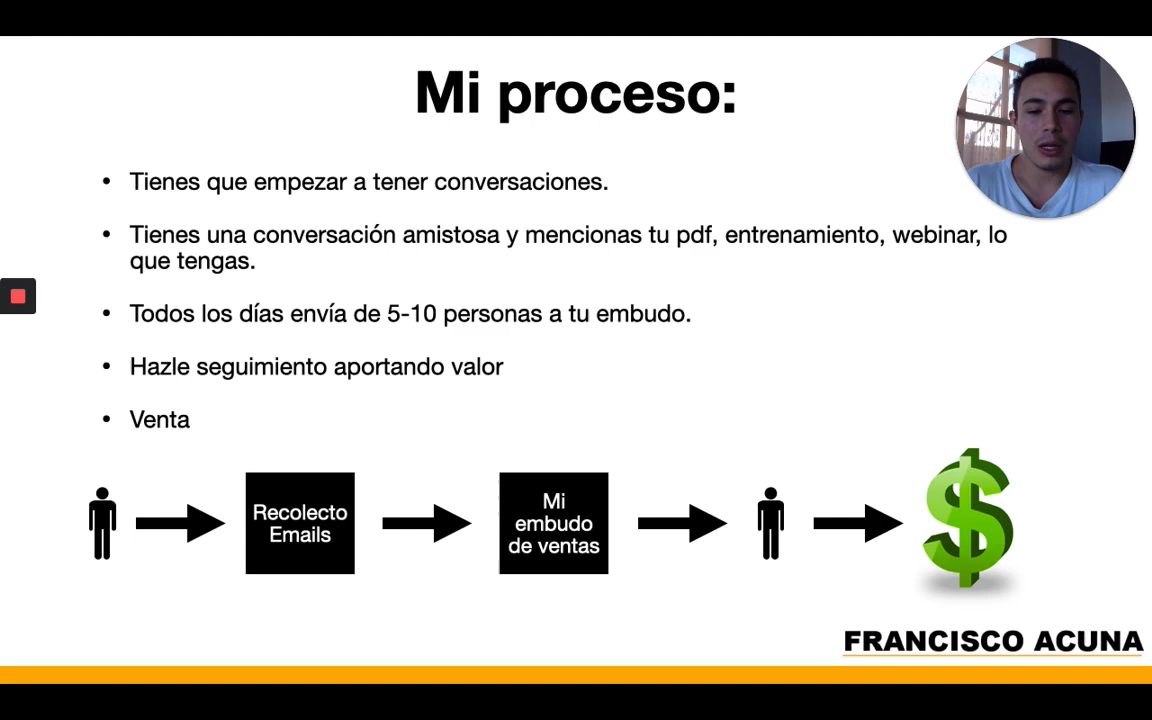 Mi proceso:
• Tienes que empezar a tener conversaciones.
• Tienes una conversación amistosa y mencionas tu pdf, entrenamiento, webinar, lo
que tengas.
• Todos los días envía de 5-10 personas a tu embudo.
• Hazle seguimiento aportando valor
• Venta
Recolecto
Emails
Mi
embudo
de ventas
FRANCISCO ACUNA